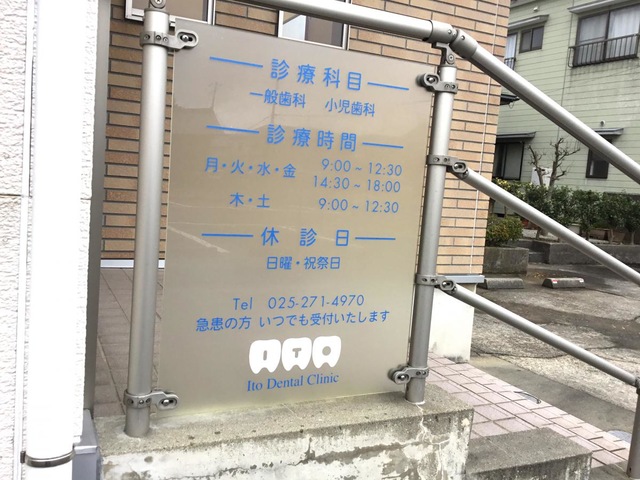 診療科目
一般歯科 小児歯科
診療時間
月・火・水・金 9:00~12:30
14:30~18:00
木・土 9:00~12:30
休診日
日曜・祝祭日
Tel 025-271-4970
急患の方 いつでも受付いたします
ITO
Ito Dental Clinic